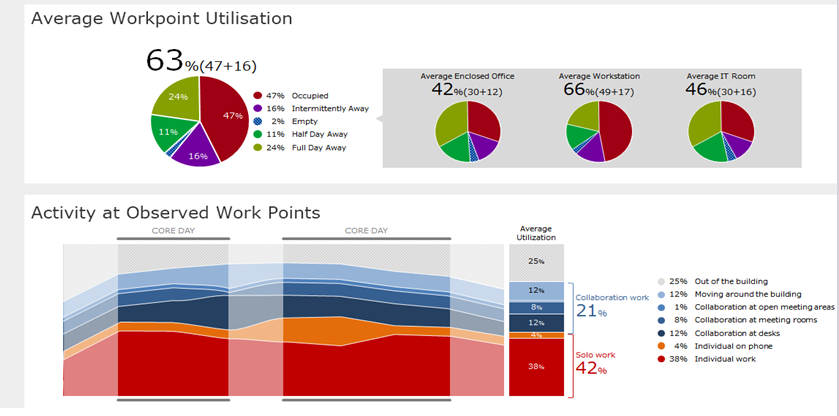 Average Workpoint Utilisation
63%(47+16)
24%
47%
11%
16%
47% Occupied
16% Intermittently Away
2% Empty
11% Half Day Away
24% Full Day Away
Average Enclosed Office
42%(30+12)
Average Workstation
66%(49+17)
Average IT Room
46%(30+16)
Activity at Observed Work Points
CORE DAY
CORE DAY
Average
Utilization
25%
12%
8%
12%
4%
38%
Collaboration work
21%
Solo work
42%
25% Out of the building
12% Moving around the building
1% Collaboration at open meeting areas
8% Collaboration at meeting rooms
12% Collaboration at desks
4% Individual on phone
38% Individual work